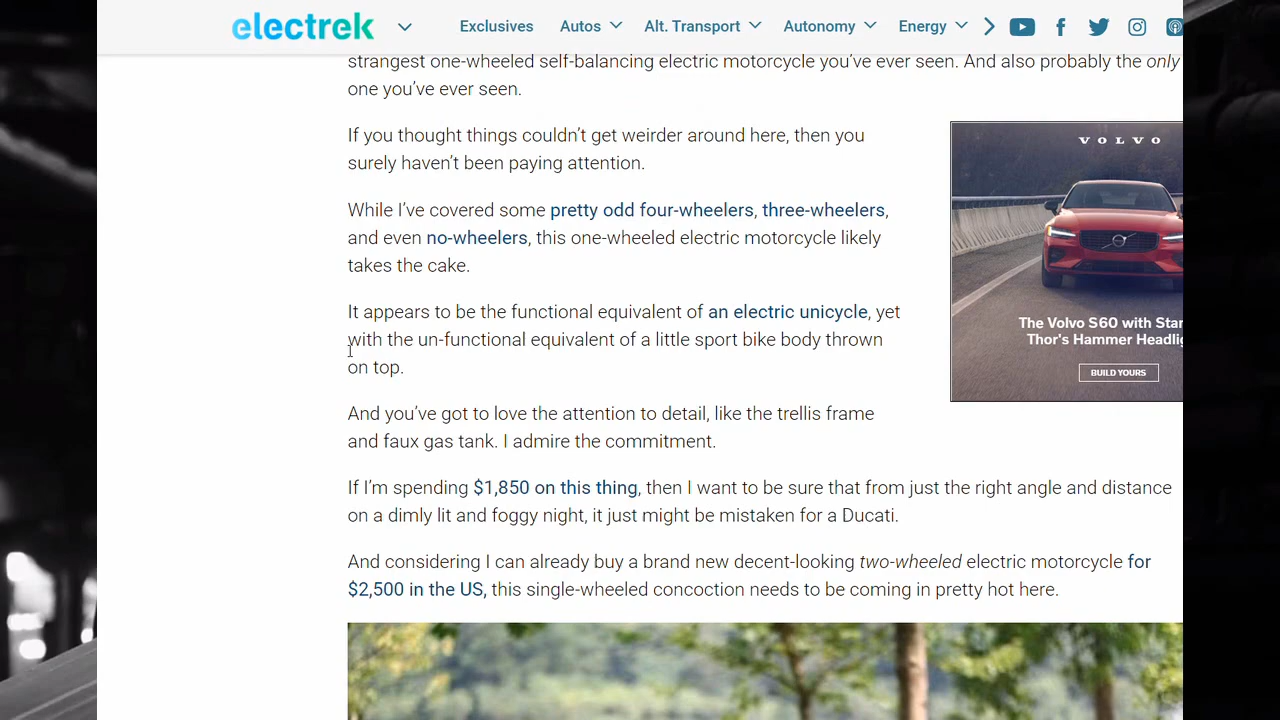 electrek
Exclusives Autos Alt. Transport Autonomy Energy
strangest one-wheeled self-balancing electric motorcycle you’ve ever seen. And also probably the only
one you’ve ever seen.
If you thought things couldn’t get weirder around here, then you
surely haven’t been paying attention.
While I’ve covered some pretty odd four-wheelers, three-wheelers,
and even no-wheelers, this one-wheeled electric motorcycle likely
takes the cake.
It appears to be the functional equivalent of an electric unicycle, yet
with the un-functional equivalent of a little sport bike body thrown
on top.
And you’ve got to love the attention to detail, like the trellis frame
and faux gas tank. I admire the commitment.
VOLVO
The Volvo S60 with Stan
Thor's Hammer Headlig
BUILD YOURS
If I’m spending $1,850 on this thing, then I want to be sure that from just the right angle and distance
on a dimly lit and foggy night, it just might be mistaken for a Ducati.
And considering I can already buy a brand new decent-looking two-wheeled electric motorcycle for
$2,500 in the US, this single-wheeled concoction needs to be coming in pretty hot here.